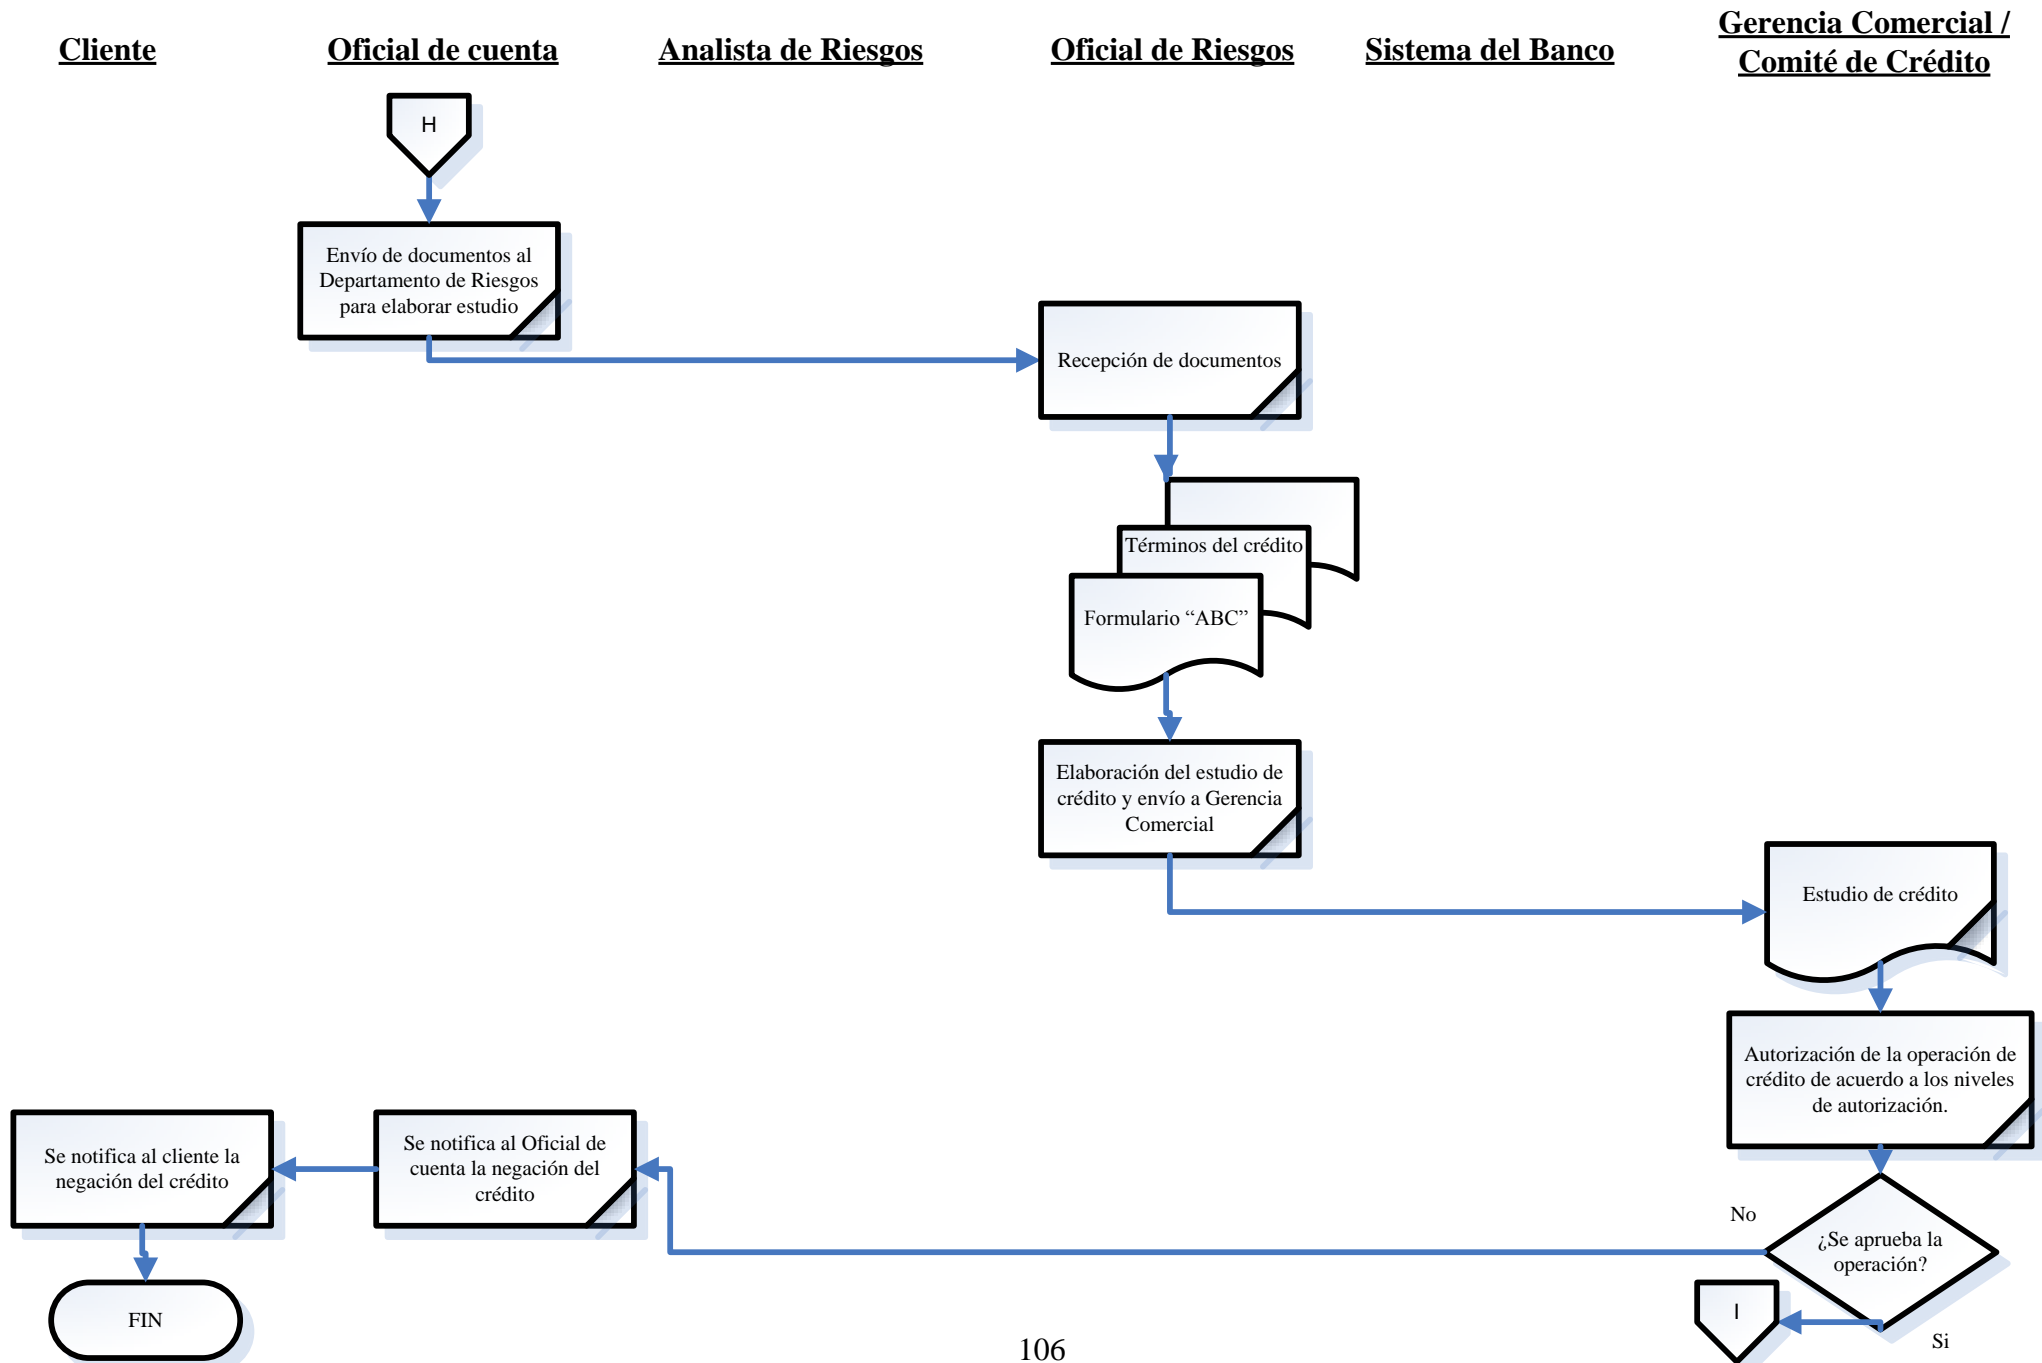 Cliente
Oficial de cuenta
Analista de Riesgos
Oficial de Riesgos
Sistema del Banco
Gerencia Comercial /
Comité de Crédito
H
Envío de documentos al
Departamento de Riesgos
para elaborar estudio
Recepción de documentos
Términos del crédito
Formulario “ABC”
Elaboración del estudio de
crédito y envío a Gerencia
Comercial
Estudio de crédito
Autorización de la operación de
crédito de acuerdo a los niveles
de autorización.
Se notifica al cliente la
negación del crédito
Se notifica al Oficial de
cuenta la negación del
crédito
No
¿Se aprueba la
operación?
FIN
I
Si
106